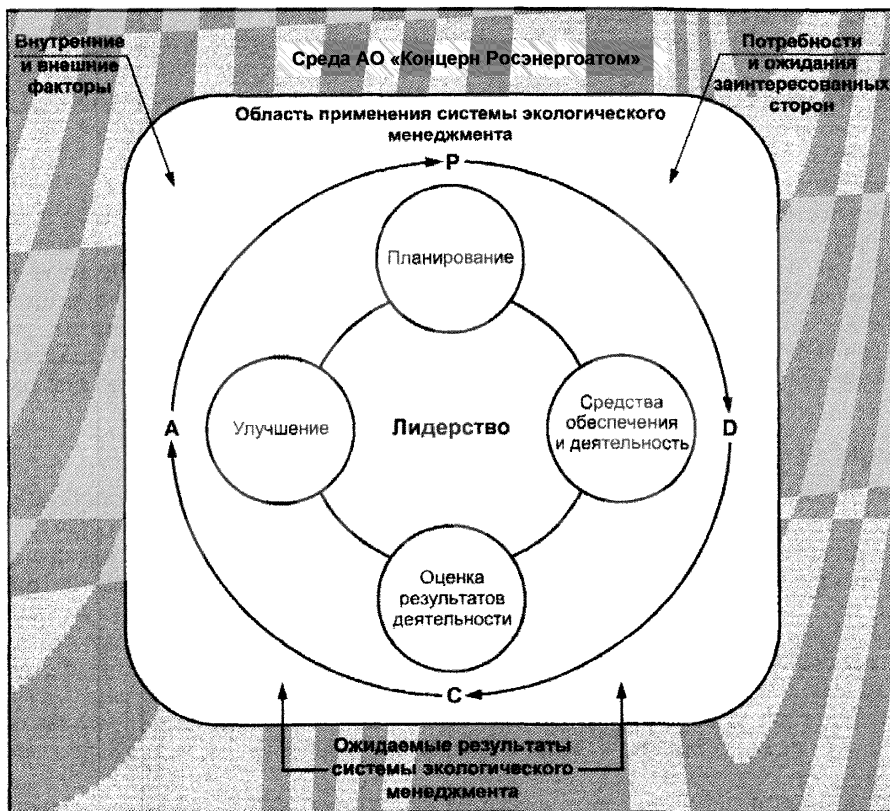 Внутренние
и внешние
факторы
Среда АО «Концерн Росэнергоатом»
Потребности
и ожидания
заинтересованных
сторон
Область применения системы экологического
менеджмента
P
Планирование
A
Улучшение
Лидерство
Средства
обеспечения
и деятельность
D
Оценка
результатов
деятельности
C
Ожидаемые результаты
системы экологического
менеджмента